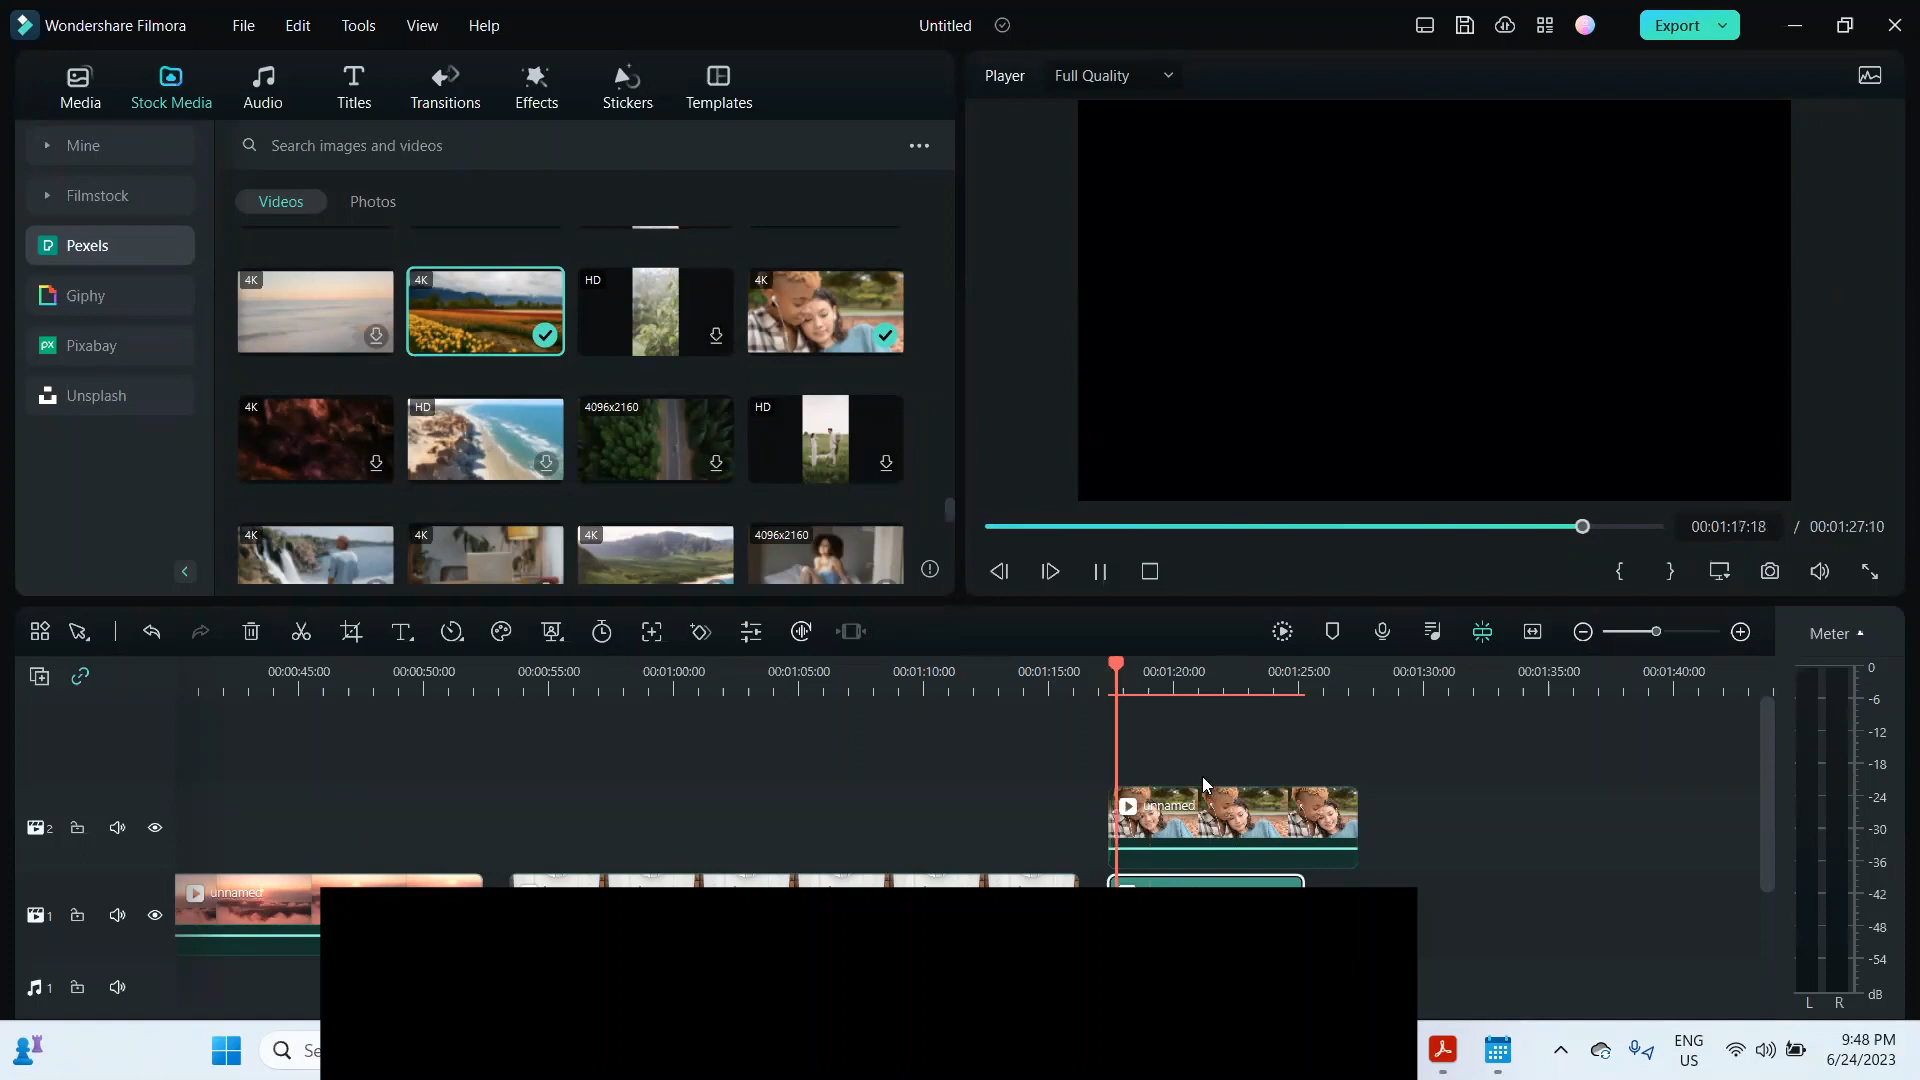 Wondershare Filmora
File
Edit
Tools
View
Help
Untitled
Export
Media
Stock Media
Audio
Titles
Transitions
Effects
Stickers
Templates
Player
Full Quality
Mine
Filmstock
Pexels
Giphy
Pixabay
Unsplash
Search images and videos
Videos
Photos
4K
4K
HD
4K
4K
HD
4096x2160
HD
4K
4K
4K
4096x2160
00:01:17:18
/ 00:01:27:10
{
}
Meter
00:00:45:00
00:00:50:00
00:00:55:00
00:01:00:00
00:01:05:00
00:01:10:00
00:01:15:00
00:01:20:00
00:01:25:00
00:01:30:00
00:01:35:00
00:01:40:00
0
-6
-12
-18
-24
-30
-36
-42
-48
-54
dB
L
R
2
unnamed
1
unnamed
1
Se
ENG
US
9:48 PM
6/24/2023